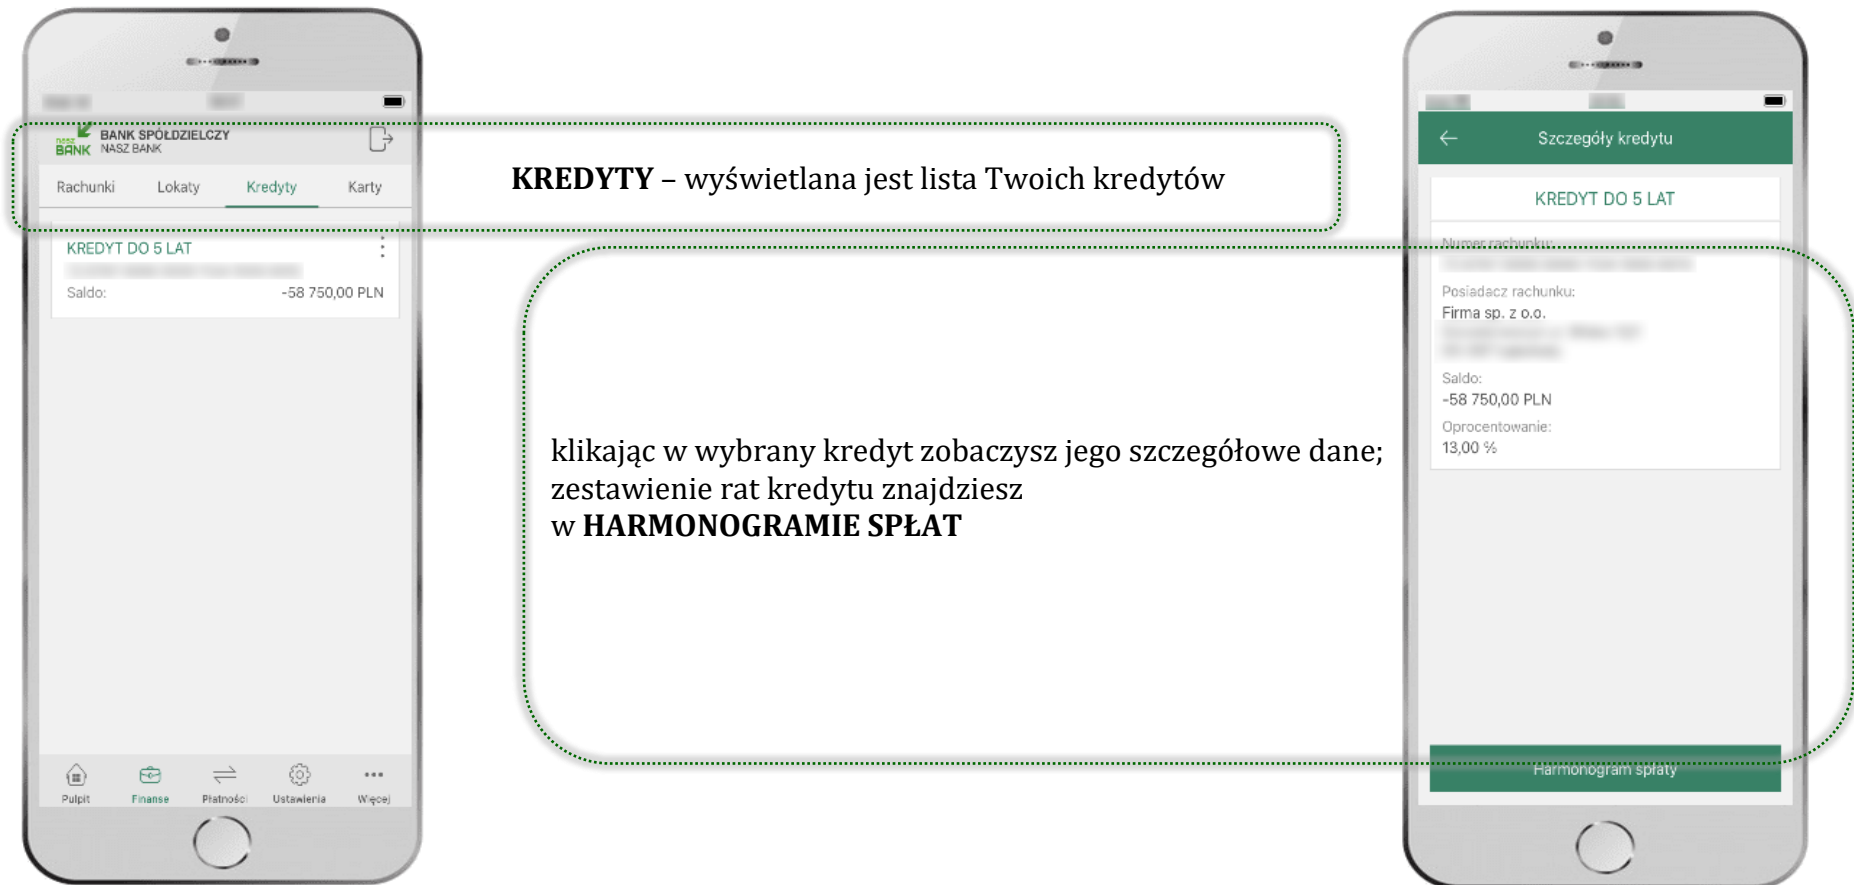 nasz
BANK
BANK SPÓŁDZIELCZY
NASZ BANK
Rachunki Lokaty Kredyty Karty
KREDYT DO 5 LAT
Saldo: -58 750,00 PLN
Pulpit Finanse Płatności Ustawienia Więcej
KREDYTY – wyświetlana jest lista Twoich kredytów
klikając w wybrany kredyt zobaczysz jego szczegółowe dane;
zestawienie rat kredytu znajdziesz
w HARMONOGRAMIE SPŁAT
Szczegóły kredytu
KREDYT DO 5 LAT
Numer rachunku:
Posiadacz rachunku:
Firma sp. z o.o.
Saldo:
-58 750,00 PLN
Oprocentowanie:
13,00 %
Harmonogram spłaty